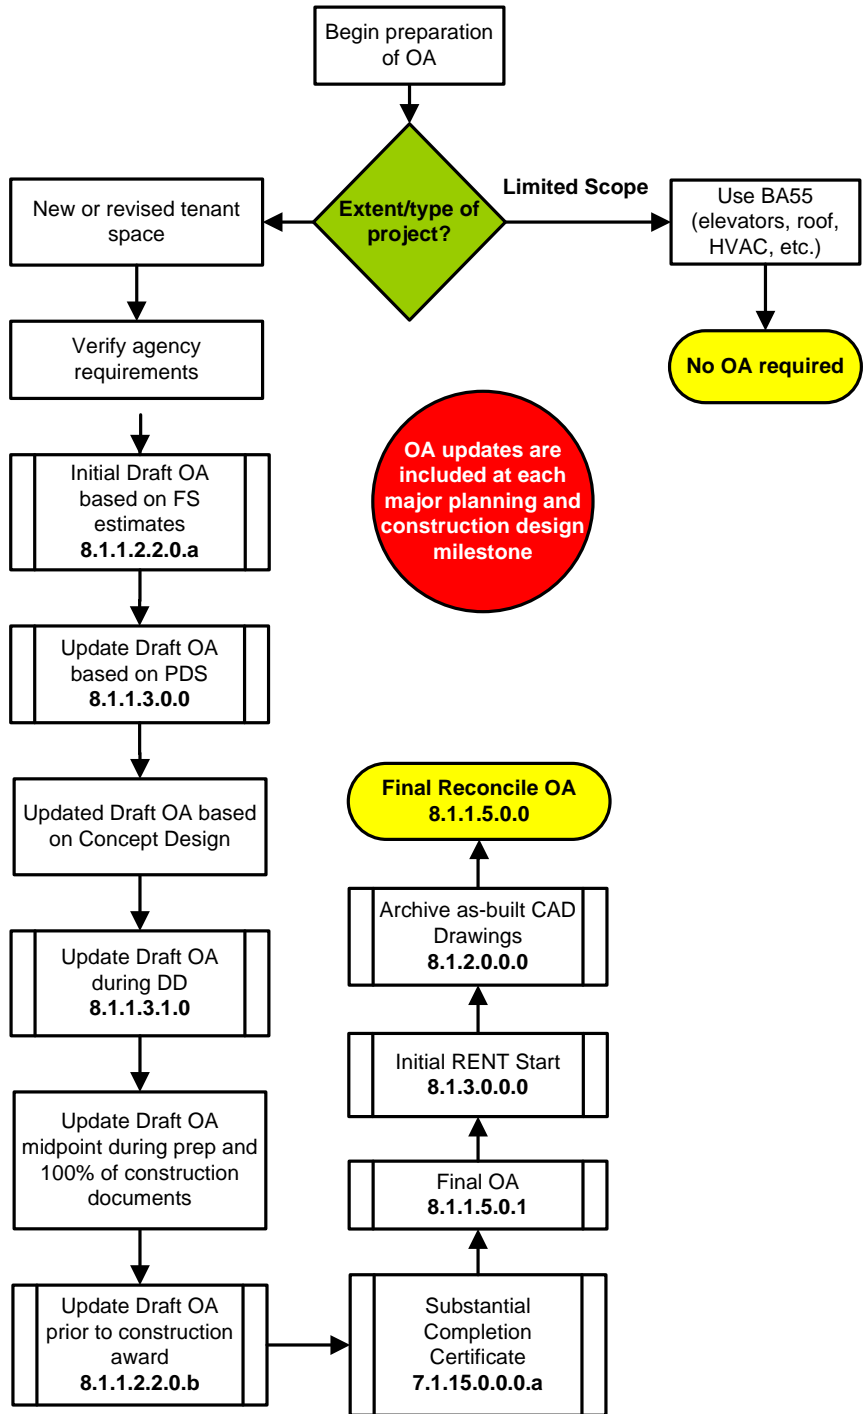 Begin preparation
of OA
Extent/type of
project?
Limited Scope
Use BA55
(elevators, roof,
HVAC, etc.)
No OA required
New or revised tenant
space
Verify agency
requirements
OA updates are
included at each
major planning and
construction design
milestone
Initial Draft OA
based on FS
estimates
8.1.1.2.2.0.a
Update Draft OA
based on PDS
8.1.1.3.0.0
Updated Draft OA based
on Concept Design
Update Draft OA
during DD
8.1.1.3.1.0
Update Draft OA
midpoint during prep and
100% of construction
documents
Update Draft OA
prior to construction
award
8.1.1.2.2.0.b
Substantial
Completion
Certificate
7.1.15.0.0.0.a
Final OA
8.1.1.5.0.1
Initial RENT Start
8.1.3.0.0.0
Archive as-built CAD
Drawings
8.1.2.0.0.0
Final Reconcile OA
8.1.1.5.0.0